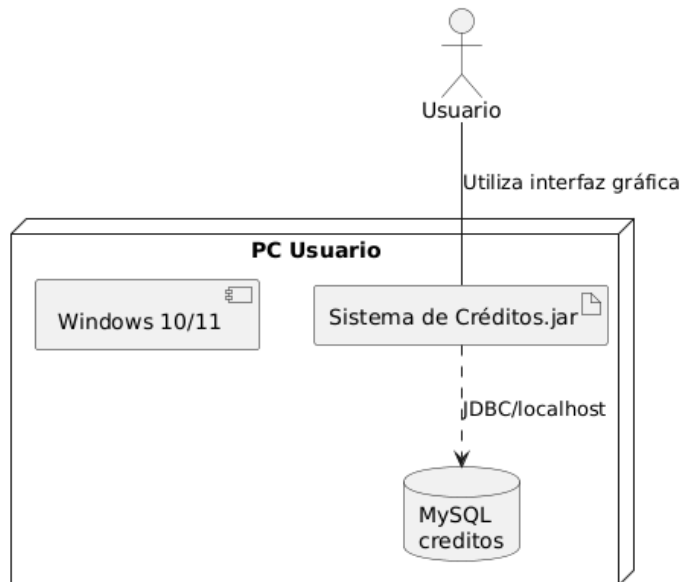 Usuario
Utiliza interfaz gráfica
PC Usuario
Windows 10/11
Sistema de Créditos.jar
JDBC/localhost
MySQL
creditos